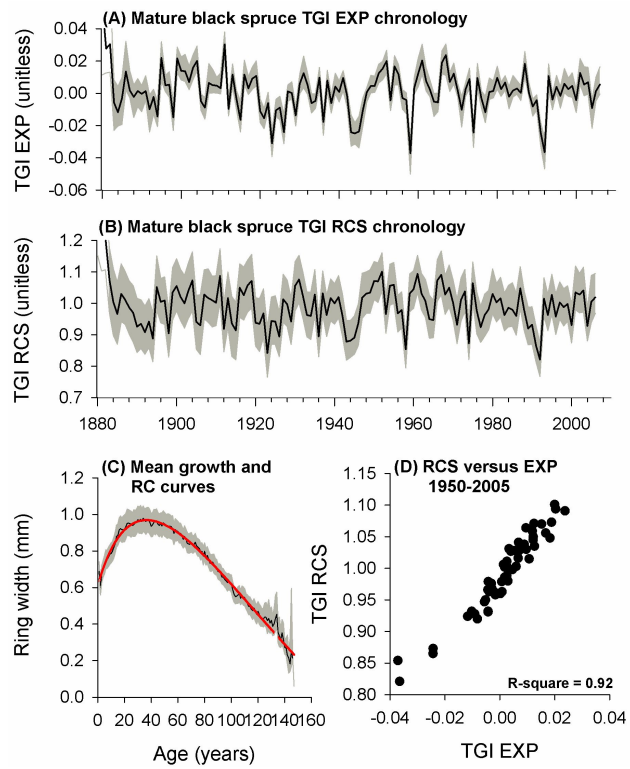 (A) Mature black spruce TGI EXP chronology
0.04
0.02
0.00
-0.02
-0.04
-0.06
TGI EXP (unitless)
(B) Mature black spruce TGI RCS chronology
1.2
1.1
1.0
0.9
0.8
0.7
TGI RCS (unitless)
1880 1900 1920 1940 1960 1980 2000
(C) Mean growth and
RC curves
1.2
1.0
0.8
0.6
0.4
0.2
0.0
Ring width (mm)
0 20 40 60 80 100120140160
Age (years)
(D) RCS versus EXP
1950-2005
1.15
1.10
1.05
1.00
0.95
0.90
0.85
0.80
TGI RCS
R-square = 0.92
-0.04 -0.02 0.00 0.02 0.04
TGI EXP